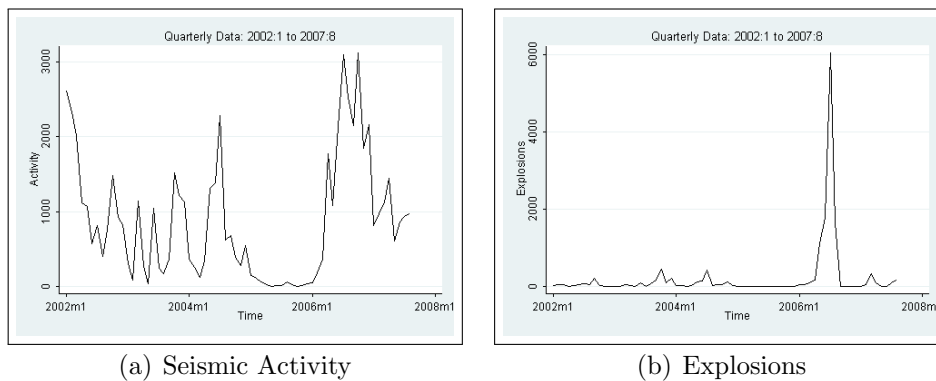 Quarterly Data: 2002:1 to 2007:8
3000
2000
1000
0
Activity
2002m1 2004m1 2006m1 2008m1
Time
(a) Seismic Activity
Quarterly Data: 2002:1 to 2007:8
6000
4000
2000
0
Explosions
2002m1 2004m1 2006m1 2008m1
Time
(b) Explosions